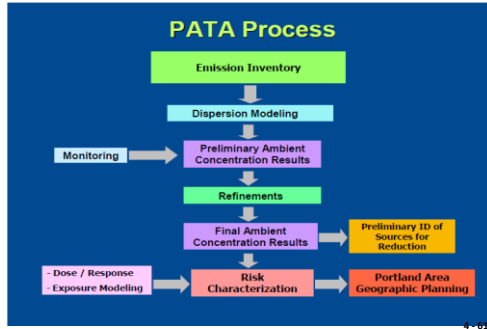 PATA Process
Emission Inventory
Dispersion Modeling
Monitoring
Preliminary Ambient
Concentration Results
Refinements
Final Ambient
Concentration Results
Preliminary ID of
Sources for
Reduction
- Dose / Response
- Exposure Modeling
Risk
Characterization
Portland Area
Geographic Planning